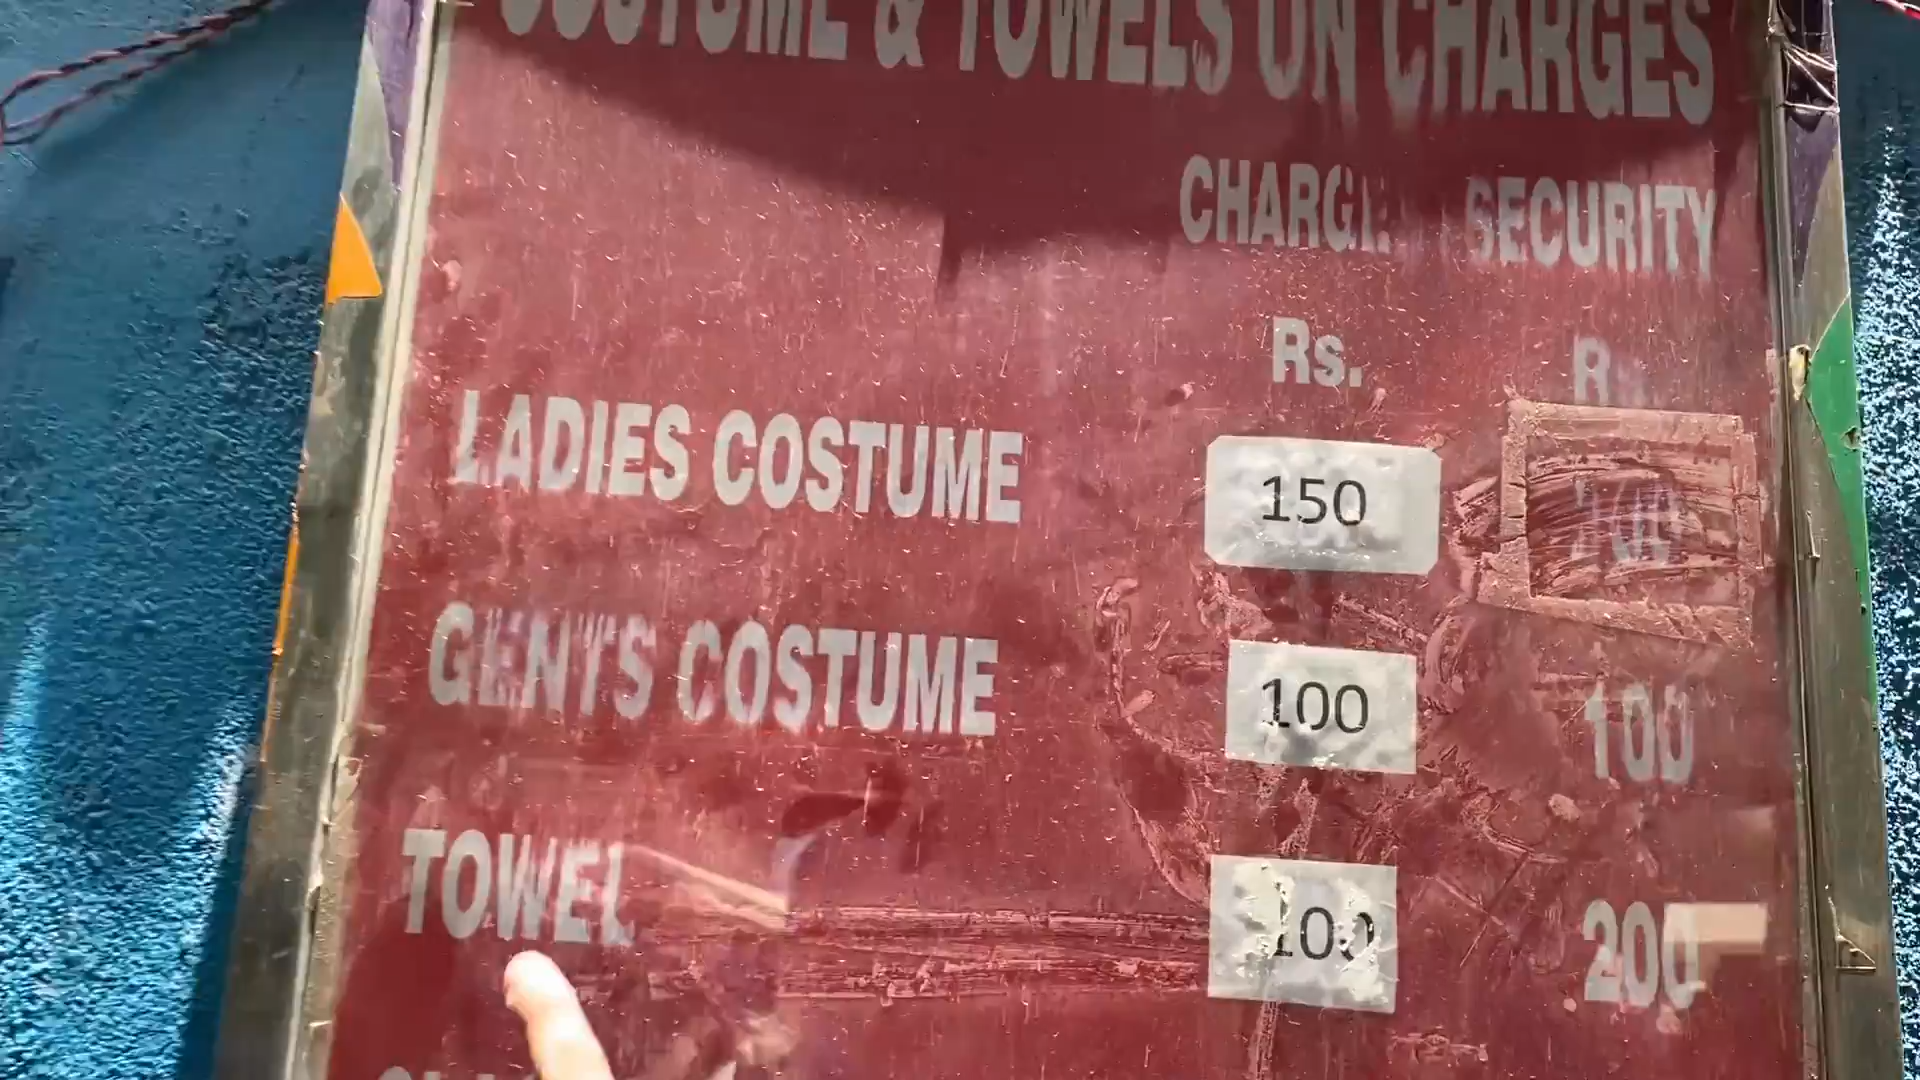 COSTUME & TOWELS ON CHARGES
CHARGE SECURITY
Rs. R
LADIES COSTUME 150
GENTS COSTUME 100 100
TOWEL 100 200